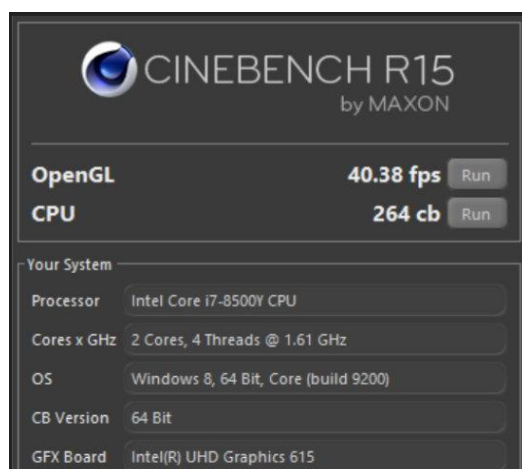 CINEBENCH R15
by MAXON
OpenGL 40.38 fps Run
CPU 264 cb Run
Your System
Processor Intel Core i7-8500Y CPU
Cores x GHz 2 Cores, 4 Threads @ 1.61 GHz
OS Windows 8, 64 Bit, Core (build 9200)
CB Version 64 Bit
GFX Board Intel(R) UHD Graphics 615